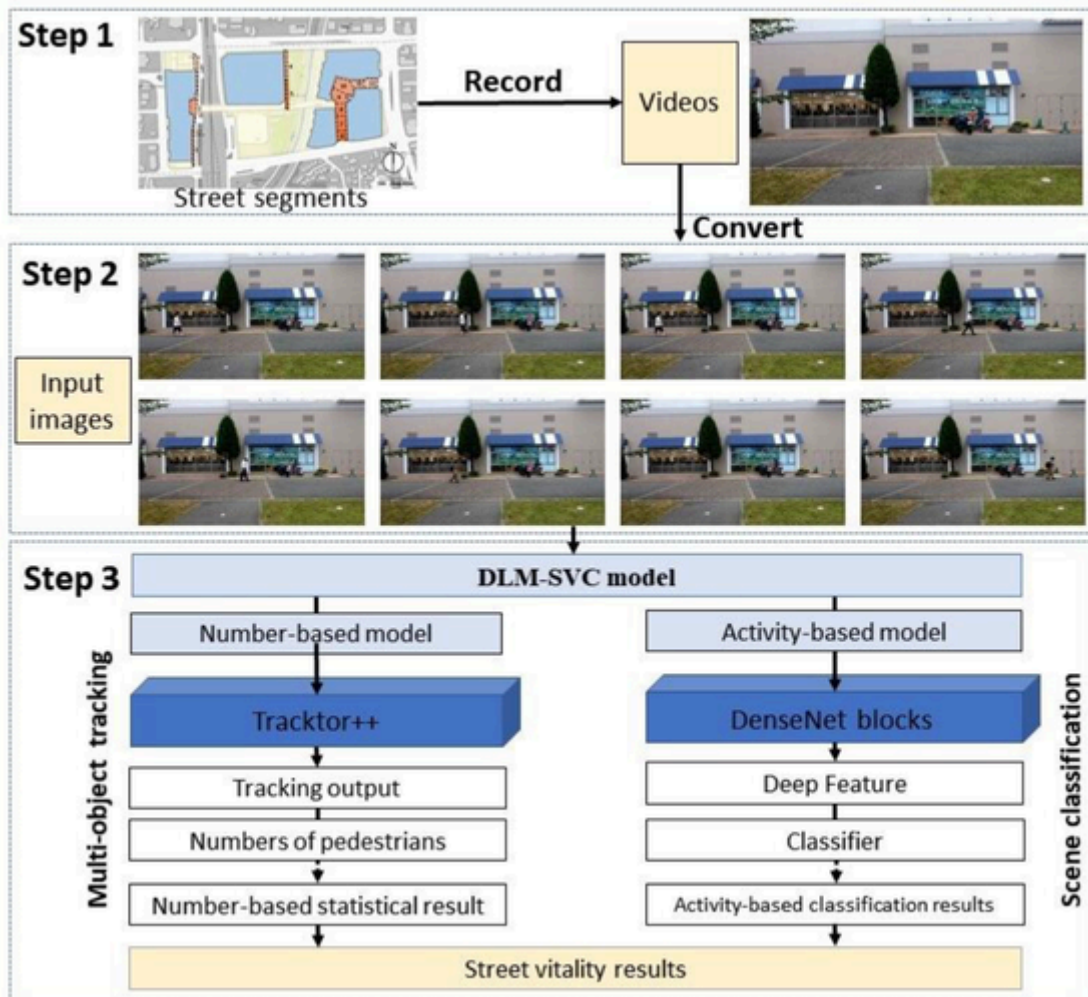 Step 1
Record
Videos
Street segments
N
Convert
Step 2
Input
images
Step 3
DLM-SVC model
Number-based model
Activity-based model
Multi-object tracking
Tracktor++
DenseNet blocks
Scene classification
Tracking output
Deep Feature
Numbers of pedestrians
Classifier
Number-based statistical result
Activity-based classification results
Street vitality results